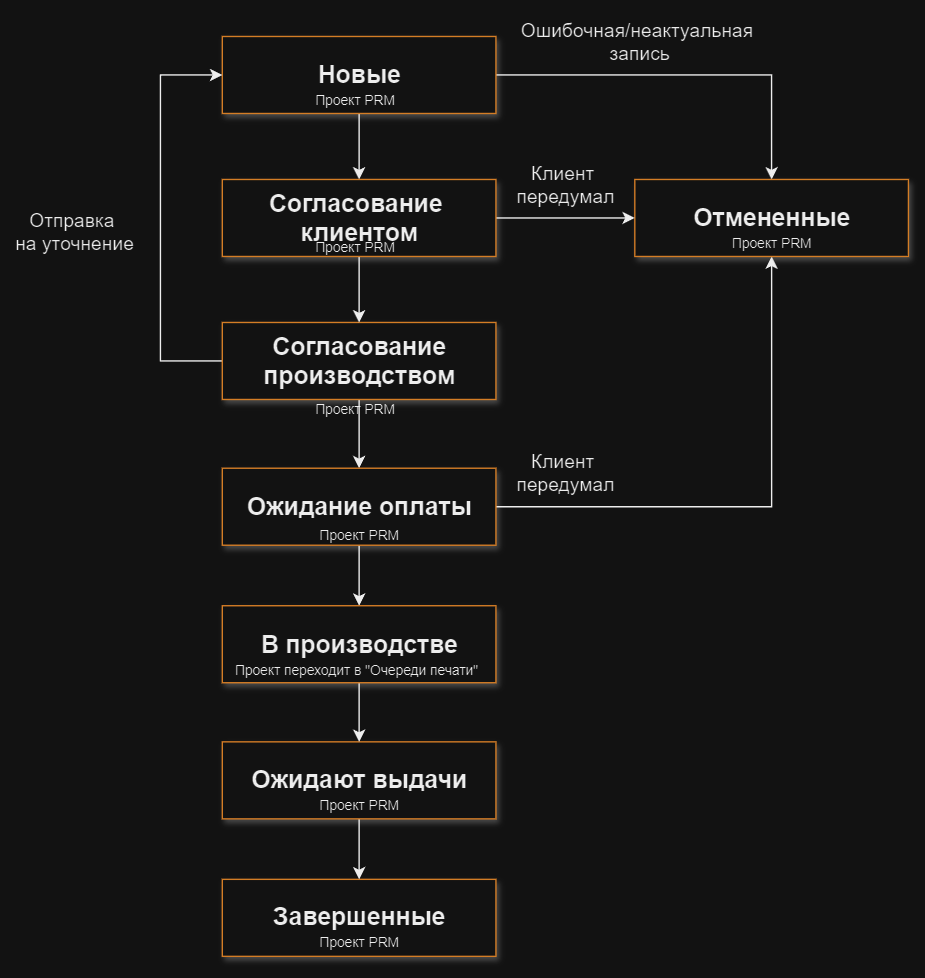 Ошибочная/неактуальная
запись
Новые
Проект PRM
Клиент
передумал
Согласование
клиентом
Проект PRM
Отмененные
Проект PRM
Отправка
на уточнение
Согласование
производством
Проект PRM
Клиент
передумал
Ожидание оплаты
Проект PRM
В производстве
Проект переходит в "Очереди печати"
Ожидают выдачи
Проект PRM
Завершенные
Проект PRM